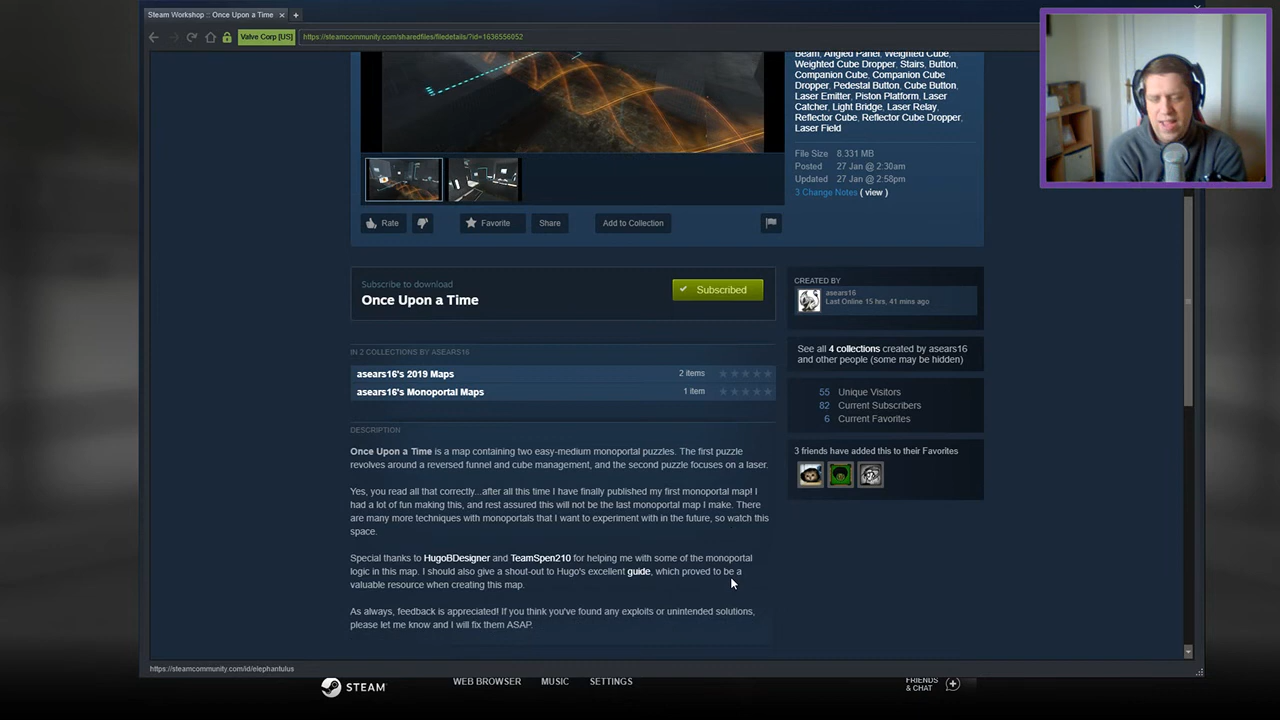 Steam Workshop :: Once Upon a Time
Valve Corp [US]
https://steamcommunity.com/sharedfiles/filedetails/?id=1636556052
Beam, Angled Panel, Weighted Cube,
Weighted Cube Dropper, Stairs, Button,
Companion Cube, Companion Cube
Dropper, Pedestal Button, Cube Button,
Laser Emitter, Piston Platform, Laser
Catcher, Light Bridge, Laser Relay,
Reflector Cube, Reflector Cube Dropper,
Laser Field
File Size 8.331 MB
Posted 27 Jan @ 2:30am
Updated 27 Jan @ 2:58pm
3 Change Notes ( view )
Rate
Favorite
Share
Add to Collection
Subscribe to download
Once Upon a Time
Subscribed
CREATED BY
asears16
Last Online 15 hrs, 41 mins ago
IN 2 COLLECTIONS BY ASEARS16
asears16's 2019 Maps 2 items
asears16's Monoportal Maps 1 item
See all 4 collections created by asears16
and other people (some may be hidden)
55 Unique Visitors
82 Current Subscribers
6 Current Favorites
3 friends have added this to their Favorites
DESCRIPTION
Once Upon a Time is a map containing two easy-medium monoportal puzzles. The first puzzle
revolves around a reversed funnel and cube management, and the second puzzle focuses on a laser.
Yes, you read all that correctly...after all this time I have finally published my first monoportal map! I
had a lot of fun making this, and rest assured this will not be the last monoportal map I make. There
are many more techniques with monoportals that I want to experiment with in the future, so watch this
space.
Special thanks to HugoBDesigner and TeamSpen210 for helping me with some of the monoportal
logic in this map. I should also give a shout-out to Hugo's excellent guide, which proved to be a
valuable resource when creating this map.
As always, feedback is appreciated! If you think you've found any exploits or unintended solutions,
please let me know and I will fix them ASAP.
https://steamcommunity.com/id/elephantulus
STEAM
WEB BROWSER
MUSIC
SETTINGS
FRIENDS
& CHAT